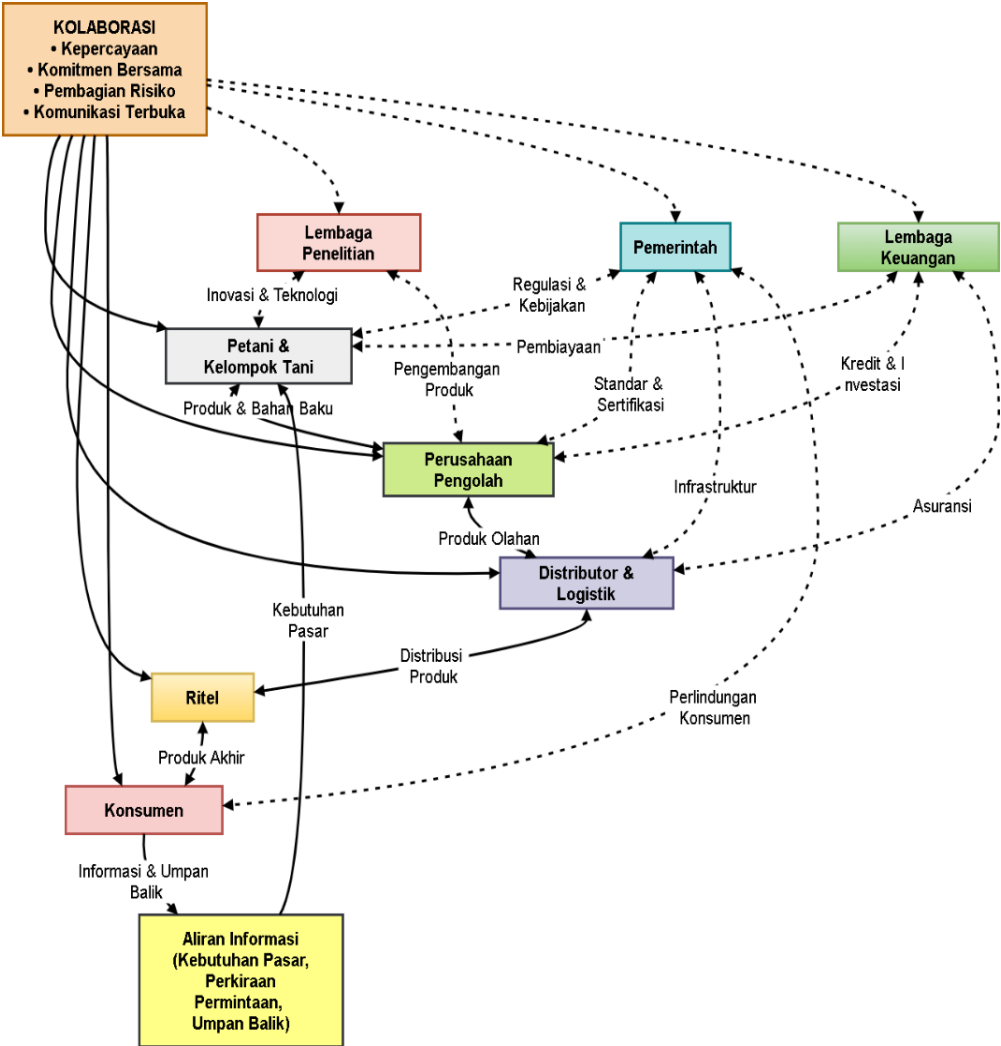 KOLABORASI
• Kepercayaan
• Komitmen Bersama
• Pembagian Risiko
• Komunikasi Terbuka
Lembaga
Penelitian
Pemerintah
Lembaga
Keuangan
Inovasi & Teknologi
Regulasi &
Kebijakan
Petani &
Kelompok Tani
Pembiayaan
Pengembangan
Produk
Kredit & I
nvestasi
Standar &
Sertifikasi
Produk & Bahan Baku
Perusahaan
Pengolah
Infrastruktur
Asuransi
Produk Olahan
Distributor &
Logistik
Kebutuhan
Pasar
Distribusi
Produk
Ritel
Perlindungan
Konsumen
Produk Akhir
Konsumen
Informasi & Umpan
Balik
Aliran Informasi
(Kebutuhan Pasar,
Perkiraan
Permintaan,
Umpan Balik)